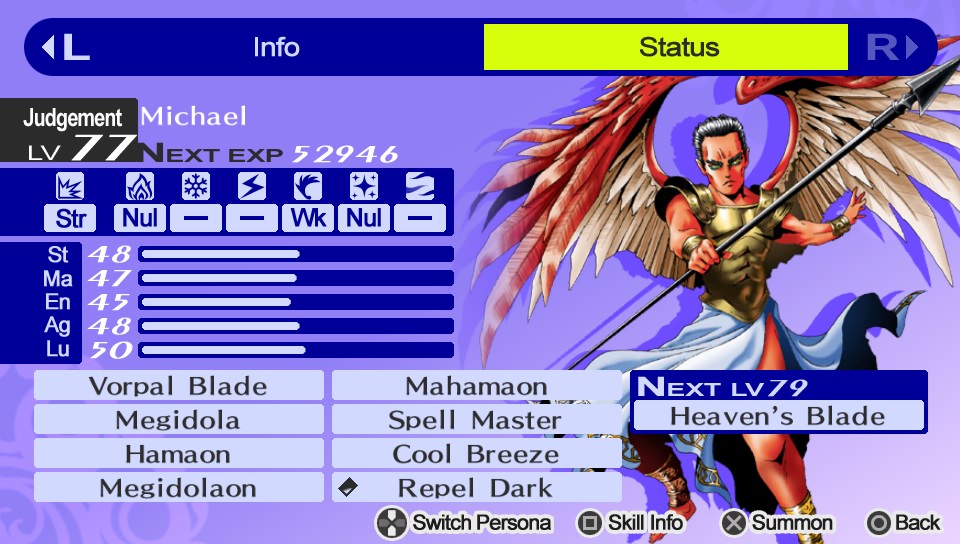 L Info Status R
Judgement Michael
LV 77 NEXT EXP 52946
Str Nul — — Wk Nul —
St 48
Ma 47
En 45
Ag 48
Lu 50
Vorpal Blade Mahamaon NEXT LV 79
Megidola Spell Master Heaven's Blade
Hamaon Cool Breeze
Megidolaon Repel Dark
Switch Persona Skill Info Summon Back